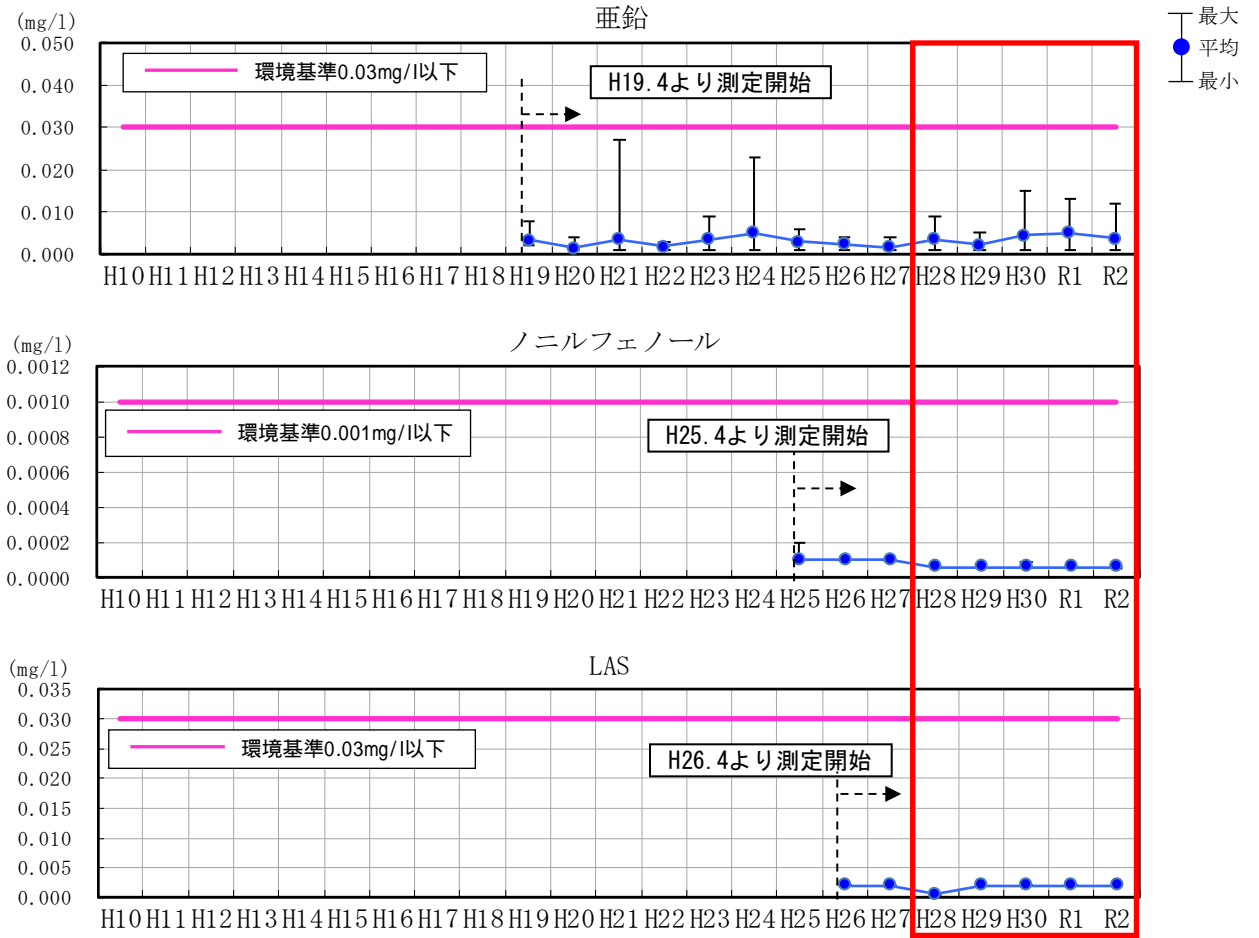 亜鉛
(mg/l)
最大
平均
最小
0.050
0.040
0.030
0.020
0.010
0.000
環境基準0.03mg/l以下
H19.4より測定開始
H10 H11 H12 H13 H14 H15 H16 H17 H18 H19 H20 H21 H22 H23 H24 H25 H26 H27 H28 H29 H30 R1 R2
ノニルフェノール
(mg/l)
0.0012
0.0010
0.0008
0.0006
0.0004
0.0002
0.0000
環境基準0.001mg/l以下
H25.4より測定開始
H10 H11 H12 H13 H14 H15 H16 H17 H18 H19 H20 H21 H22 H23 H24 H25 H26 H27 H28 H29 H30 R1 R2
LAS
(mg/l)
0.035
0.030
0.025
0.020
0.015
0.010
0.005
0.000
環境基準0.03mg/l以下
H26.4より測定開始
H10 H11 H12 H13 H14 H15 H16 H17 H18 H19 H20 H21 H22 H23 H24 H25 H26 H27 H28 H29 H30 R1 R2